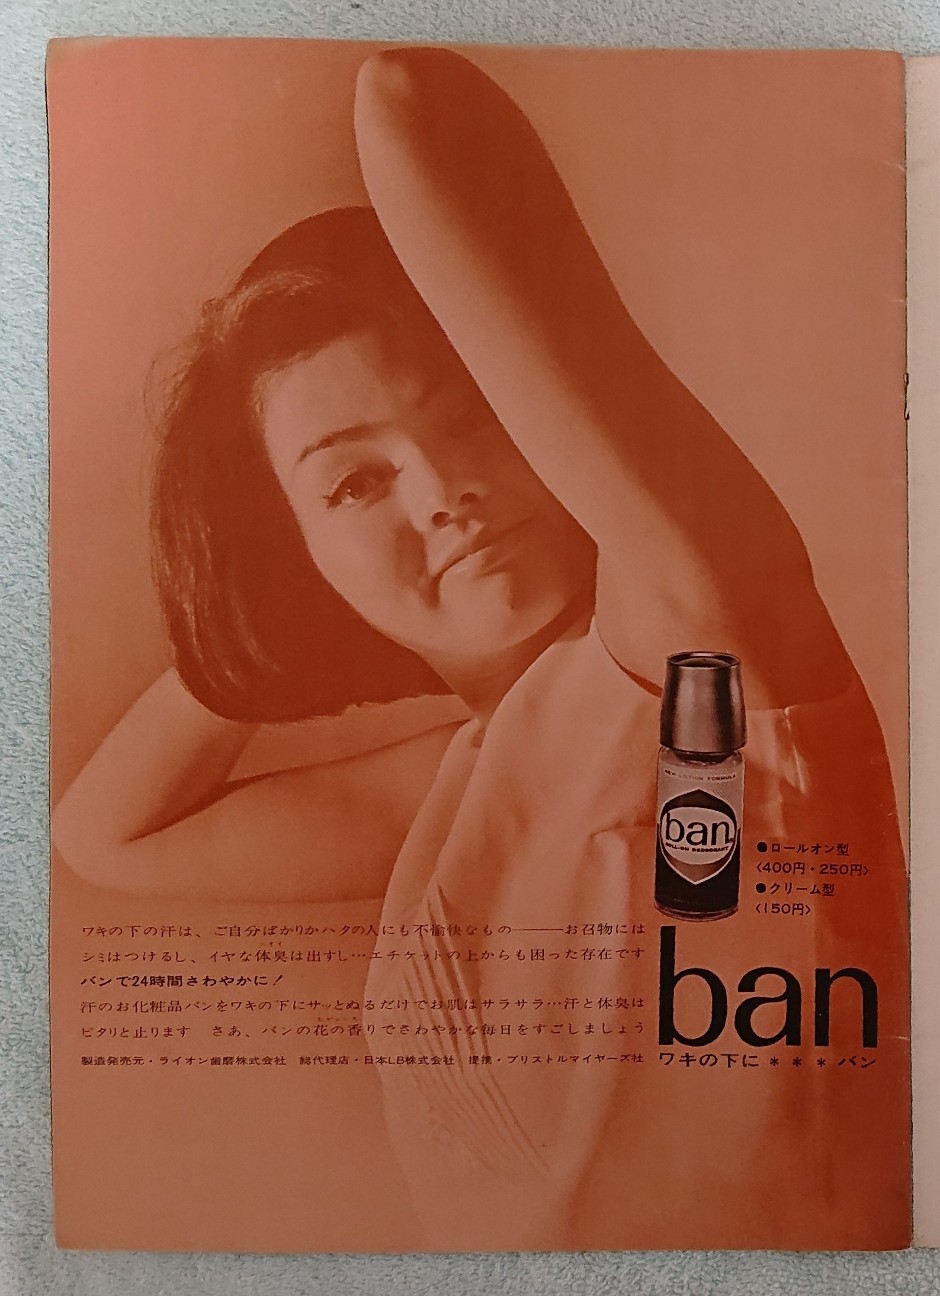 NEW LOTION FORMULA
ban
ROLL-ON DEODORANT
●ロールオン型
〈400円・250円〉
●クリーム型
〈150円〉
ワキの下の汗は、ご自分ばかりかハタの人にも不愉快なもの———お召物には
シミはつけるし、イヤな体臭は出すし…エチケットの上からも困った存在です
バンで24時間さわやかに!
汗のお化粧品バンをワキの下にサッとぬるだけでお肌はサラサラ…汗と体臭は
ピタリと止ります　さあ、バンの花の香りでさわやかな毎日をすごしましょう
製造発売元・ライオン歯磨株式会社　総代理店・日本LB株式会社　提携・ブリストルマイヤーズ社
ban
ワキの下に＊＊＊バン